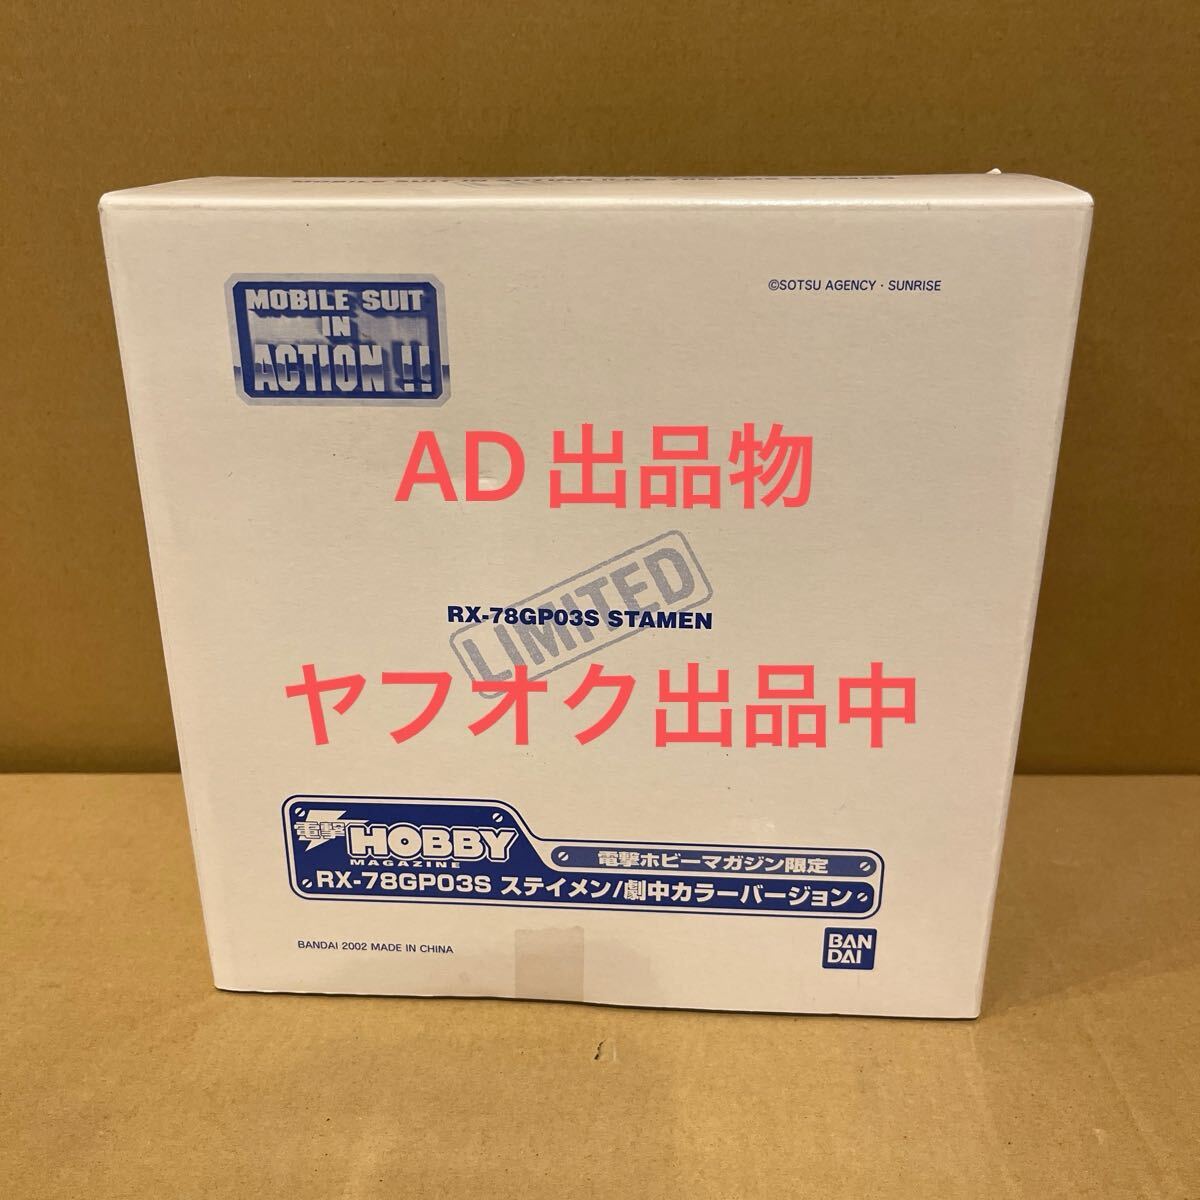 MOBILE SUIT
IN
ACTION !!
©SOTSU AGENCY・SUNRISE
AD出品物
LIMITED
RX-78GP03S STAMEN
ヤフオク出品中
電撃 HOBBY
MAGAZINE
電撃ホビーマガジン限定
RX-78GP03S ステイメン/劇中カラーバージョン
BANDAI 2002 MADE IN CHINA
BAN
DAI